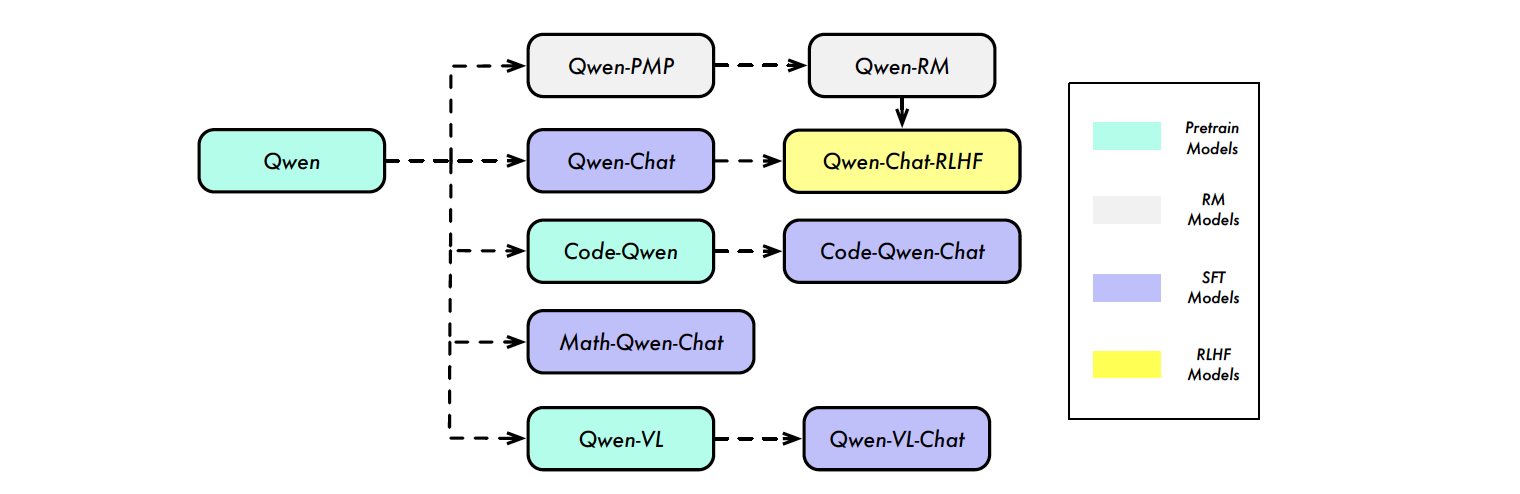 Qwen-PMP
Qwen-RM
Qwen
Qwen-Chat
Qwen-Chat-RLHF
Code-Qwen
Code-Qwen-Chat
Math-Qwen-Chat
Qwen-VL
Qwen-VL-Chat
Pretrain
Models
RM
Models
SFT
Models
RLHF
Models